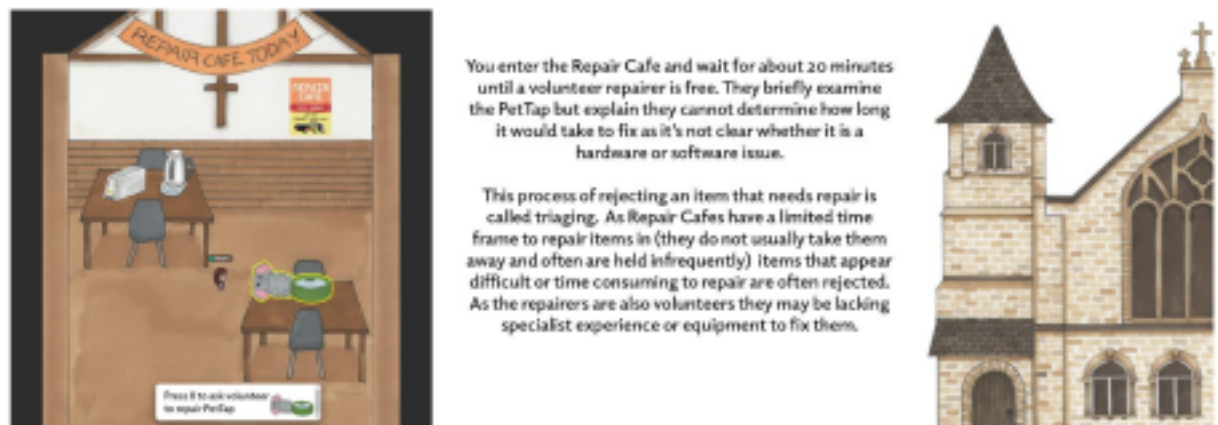 REPAIR CAFE TODAY
REPAIR
CAFE
Press X to ask volunteer
to repair PetTap
You enter the Repair Cafe and wait for about 20 minutes
until a volunteer repairer is free. They briefly examine
the PetTap but explain they cannot determine how long
it would take to fix as it's not clear whether it is a
hardware or software issue.
This process of rejecting an item that needs repair is
called triaging. As Repair Cafes have a limited time
frame to repair items in (they do not usually take them
away and often are held infrequently) items that appear
difficult or time consuming to repair are often rejected.
As the repairers are also volunteers they may be lacking
specialist experience or equipment to fix them.